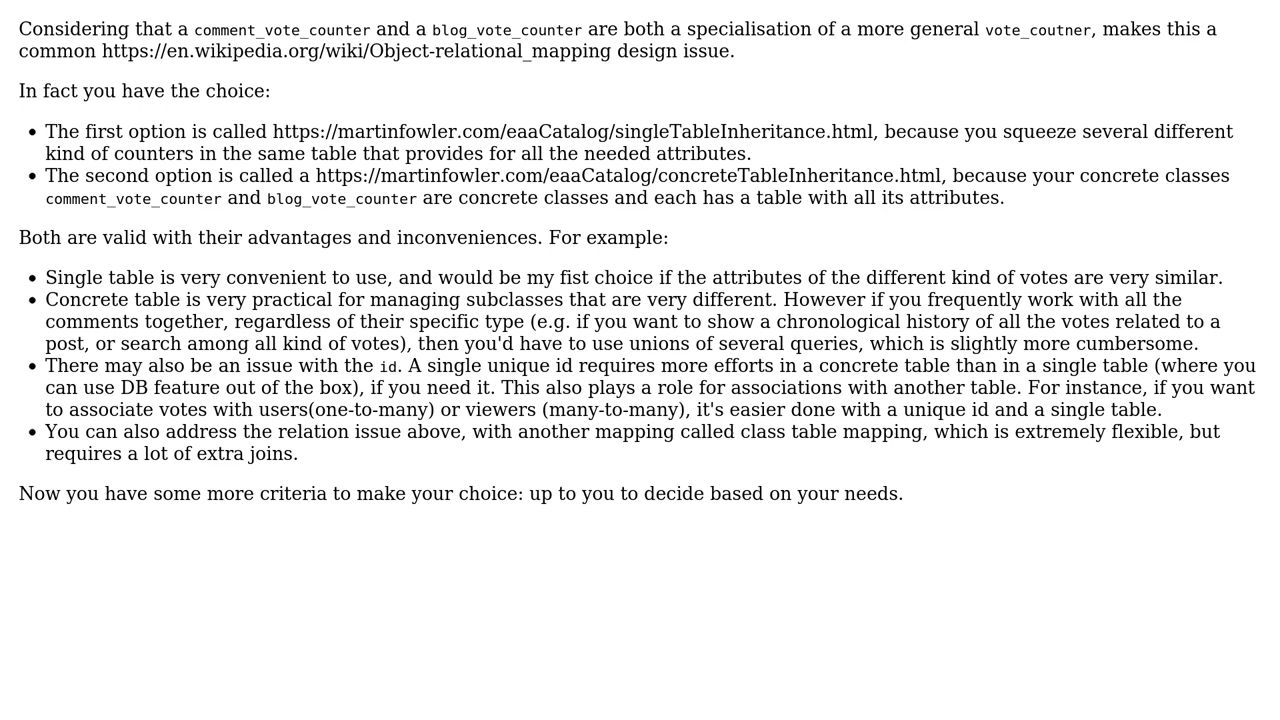 Considering that a comment_vote_counter and a blog_vote_counter are both a specialisation of a more general vote_coutner, makes this a
common https://en.wikipedia.org/wiki/Object-relational_mapping design issue.
In fact you have the choice:
• The first option is called https://martinfowler.com/eaaCatalog/singleTableInheritance.html, because you squeeze several different
kind of counters in the same table that provides for all the needed attributes.
• The second option is called a https://martinfowler.com/eaaCatalog/concreteTableInheritance.html, because your concrete classes
comment_vote_counter and blog_vote_counter are concrete classes and each has a table with all its attributes.
Both are valid with their advantages and inconveniences. For example:
• Single table is very convenient to use, and would be my fist choice if the attributes of the different kind of votes are very similar.
• Concrete table is very practical for managing subclasses that are very different. However if you frequently work with all the
comments together, regardless of their specific type (e.g. if you want to show a chronological history of all the votes related to a
post, or search among all kind of votes), then you'd have to use unions of several queries, which is slightly more cumbersome.
• There may also be an issue with the id. A single unique id requires more efforts in a concrete table than in a single table (where you
can use DB feature out of the box), if you need it. This also plays a role for associations with another table. For instance, if you want
to associate votes with users(one-to-many) or viewers (many-to-many), it's easier done with a unique id and a single table.
• You can also address the relation issue above, with another mapping called class table mapping, which is extremely flexible, but
requires a lot of extra joins.
Now you have some more criteria to make your choice: up to you to decide based on your needs.